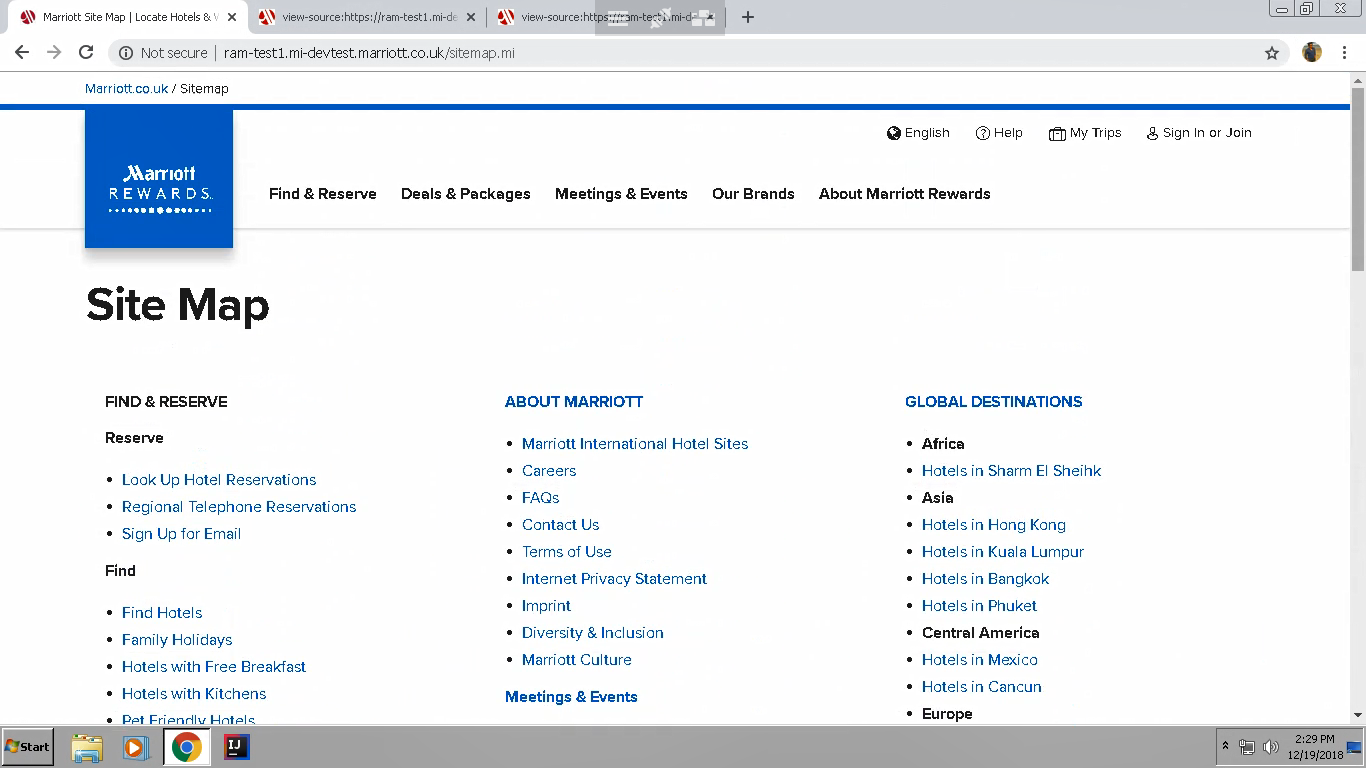 Marriott Site Map | Locate Hotels & V
view-source:https://ram-test1.mi-de
view-source:https://ram-test1.mi-d
Not secure | ram-test1.mi-devtest.marriott.co.uk/sitemap.mi
Marriott.co.uk / Sitemap
English
Help
My Trips
Sign In or Join
Marriott
REWARDS.
Find & Reserve
Deals & Packages
Meetings & Events
Our Brands
About Marriott Rewards
Site Map
FIND & RESERVE
Reserve
• Look Up Hotel Reservations
• Regional Telephone Reservations
• Sign Up for Email
Find
• Find Hotels
• Family Holidays
• Hotels with Free Breakfast
• Hotels with Kitchens
• Pet Friendly Hotels
ABOUT MARRIOTT
• Marriott International Hotel Sites
• Careers
• FAQs
• Contact Us
• Terms of Use
• Internet Privacy Statement
• Imprint
• Diversity & Inclusion
• Marriott Culture
Meetings & Events
GLOBAL DESTINATIONS
• Africa
• Hotels in Sharm El Sheihk
• Asia
• Hotels in Hong Kong
• Hotels in Kuala Lumpur
• Hotels in Bangkok
• Hotels in Phuket
• Central America
• Hotels in Mexico
• Hotels in Cancun
• Europe
Start
IJ
2:29 PM
12/19/2018